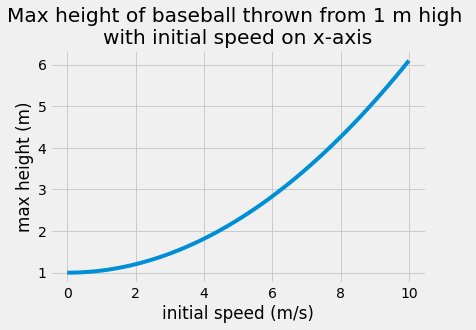 Max height of baseball thrown from 1 m high
with initial speed on x-axis
6
5
4
3
2
1
max height (m)
0 2 4 6 8 10
initial speed (m/s)